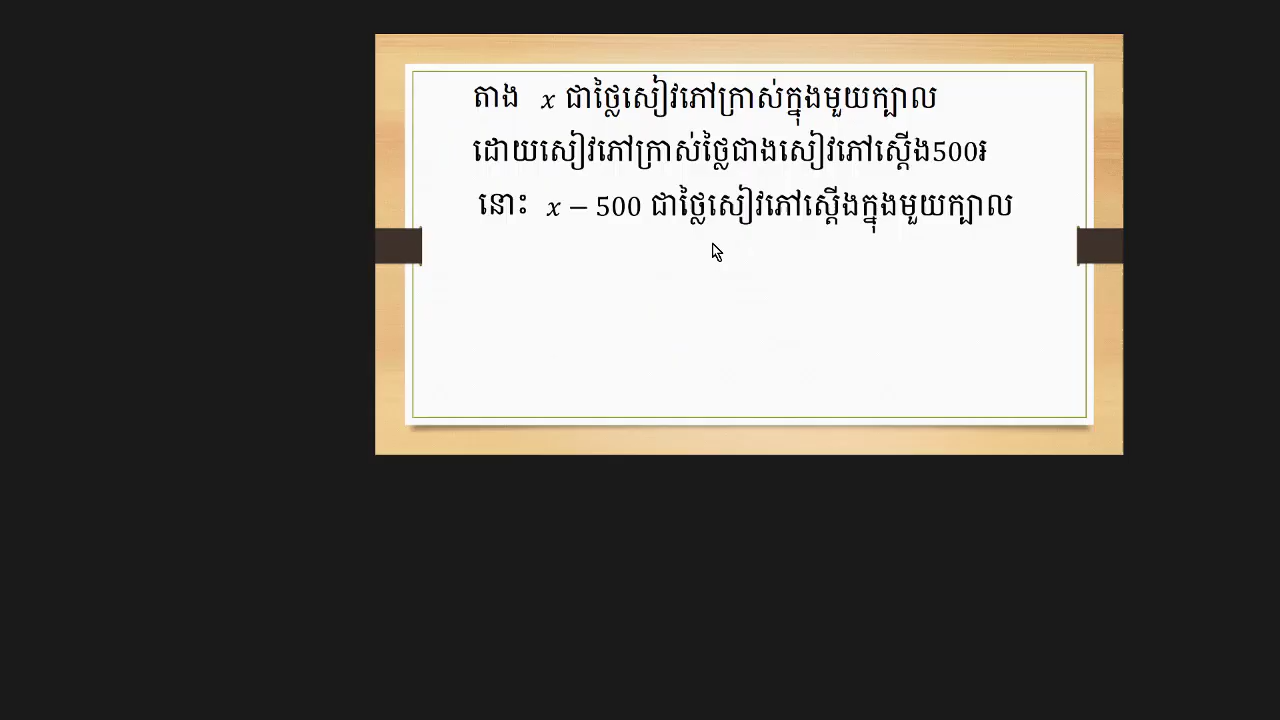 តាង x ជាថ្លៃសៀវភៅក្រាស់ក្នុងមួយក្បាល
ដោយសៀវភៅក្រាស់ថ្លៃជាងសៀវភៅស្ដើង500៛
នោះ x − 500 ជាថ្លៃសៀវភៅស្ដើងក្នុងមួយក្បាល